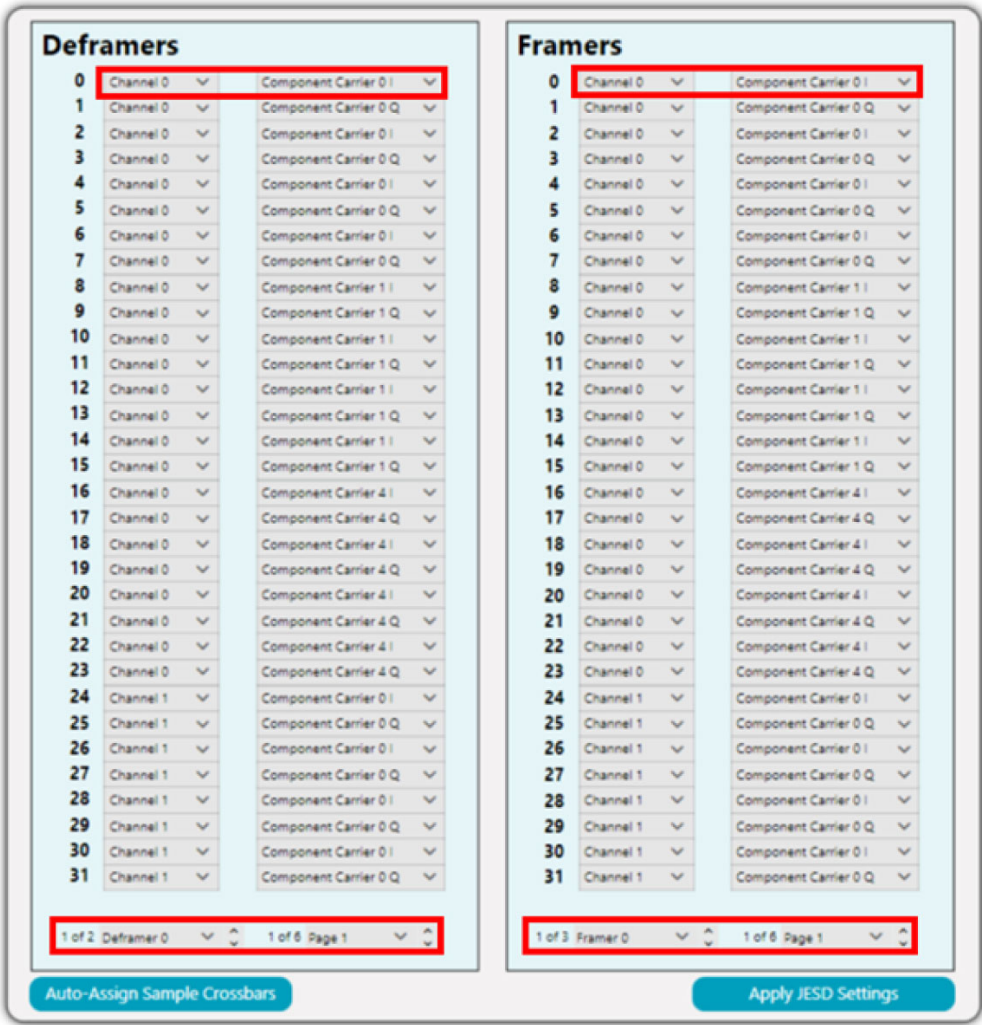 Deframers
0 Channel 0 Component Carrier 0 I
1 Channel 0 Component Carrier 0 Q
2 Channel 0 Component Carrier 0 I
3 Channel 0 Component Carrier 0 Q
4 Channel 0 Component Carrier 0 I
5 Channel 0 Component Carrier 0 Q
6 Channel 0 Component Carrier 0 I
7 Channel 0 Component Carrier 0 Q
8 Channel 0 Component Carrier 1 I
9 Channel 0 Component Carrier 1 Q
10 Channel 0 Component Carrier 1 I
11 Channel 0 Component Carrier 1 Q
12 Channel 0 Component Carrier 1 I
13 Channel 0 Component Carrier 1 Q
14 Channel 0 Component Carrier 1 I
15 Channel 0 Component Carrier 1 Q
16 Channel 0 Component Carrier 4 I
17 Channel 0 Component Carrier 4 Q
18 Channel 0 Component Carrier 4 I
19 Channel 0 Component Carrier 4 Q
20 Channel 0 Component Carrier 4 I
21 Channel 0 Component Carrier 4 Q
22 Channel 0 Component Carrier 4 I
23 Channel 0 Component Carrier 4 Q
24 Channel 1 Component Carrier 0 I
25 Channel 1 Component Carrier 0 Q
26 Channel 1 Component Carrier 0 I
27 Channel 1 Component Carrier 0 Q
28 Channel 1 Component Carrier 0 I
29 Channel 1 Component Carrier 0 Q
30 Channel 1 Component Carrier 0 I
31 Channel 1 Component Carrier 0 Q
1 of 2 Deframer 0 1 of 6 Page 1
Auto-Assign Sample Crossbars
Framers
0 Channel 0 Component Carrier 0 I
1 Channel 0 Component Carrier 0 Q
2 Channel 0 Component Carrier 0 I
3 Channel 0 Component Carrier 0 Q
4 Channel 0 Component Carrier 0 I
5 Channel 0 Component Carrier 0 Q
6 Channel 0 Component Carrier 0 I
7 Channel 0 Component Carrier 0 Q
8 Channel 0 Component Carrier 1 I
9 Channel 0 Component Carrier 1 Q
10 Channel 0 Component Carrier 1 I
11 Channel 0 Component Carrier 1 Q
12 Channel 0 Component Carrier 1 I
13 Channel 0 Component Carrier 1 Q
14 Channel 0 Component Carrier 1 I
15 Channel 0 Component Carrier 1 Q
16 Channel 0 Component Carrier 4 I
17 Channel 0 Component Carrier 4 Q
18 Channel 0 Component Carrier 4 I
19 Channel 0 Component Carrier 4 Q
20 Channel 0 Component Carrier 4 I
21 Channel 0 Component Carrier 4 Q
22 Channel 0 Component Carrier 4 I
23 Channel 0 Component Carrier 4 Q
24 Channel 1 Component Carrier 0 I
25 Channel 1 Component Carrier 0 Q
26 Channel 1 Component Carrier 0 I
27 Channel 1 Component Carrier 0 Q
28 Channel 1 Component Carrier 0 I
29 Channel 1 Component Carrier 0 Q
30 Channel 1 Component Carrier 0 I
31 Channel 1 Component Carrier 0 Q
1 of 3 Framer 0 1 of 6 Page 1
Apply JESD Settings